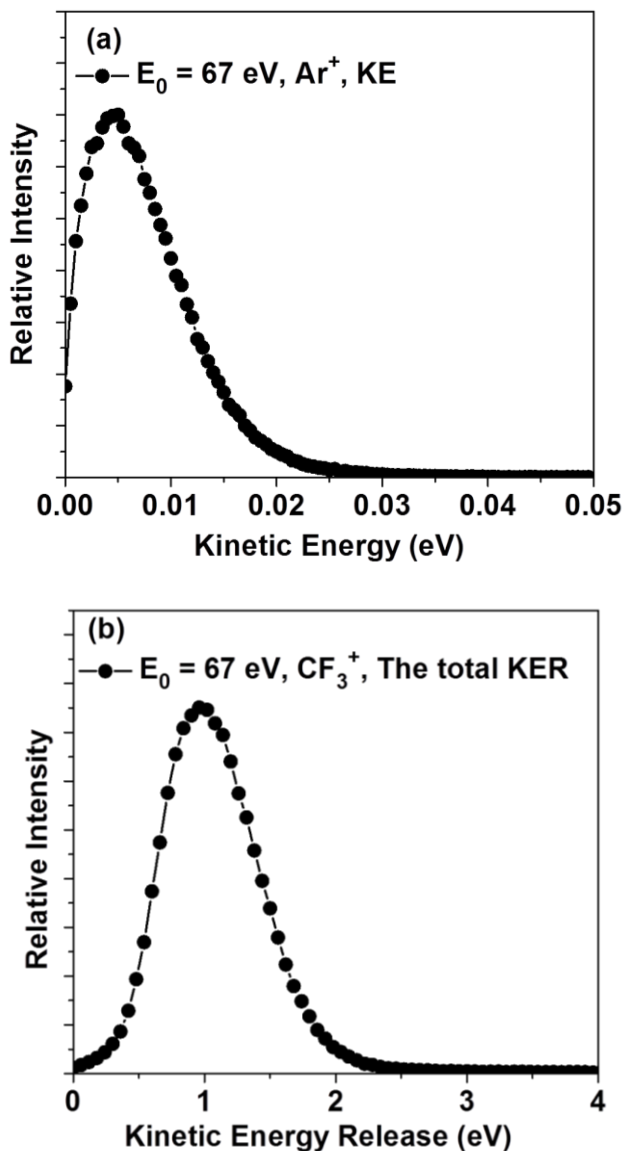 (a)
E₀ = 67 eV, Ar⁺, KE
Relative Intensity
0.00 0.01 0.02 0.03 0.04 0.05
Kinetic Energy (eV)
(b)
E₀ = 67 eV, CF₃⁺, The total KER
Relative Intensity
0 1 2 3 4
Kinetic Energy Release (eV)